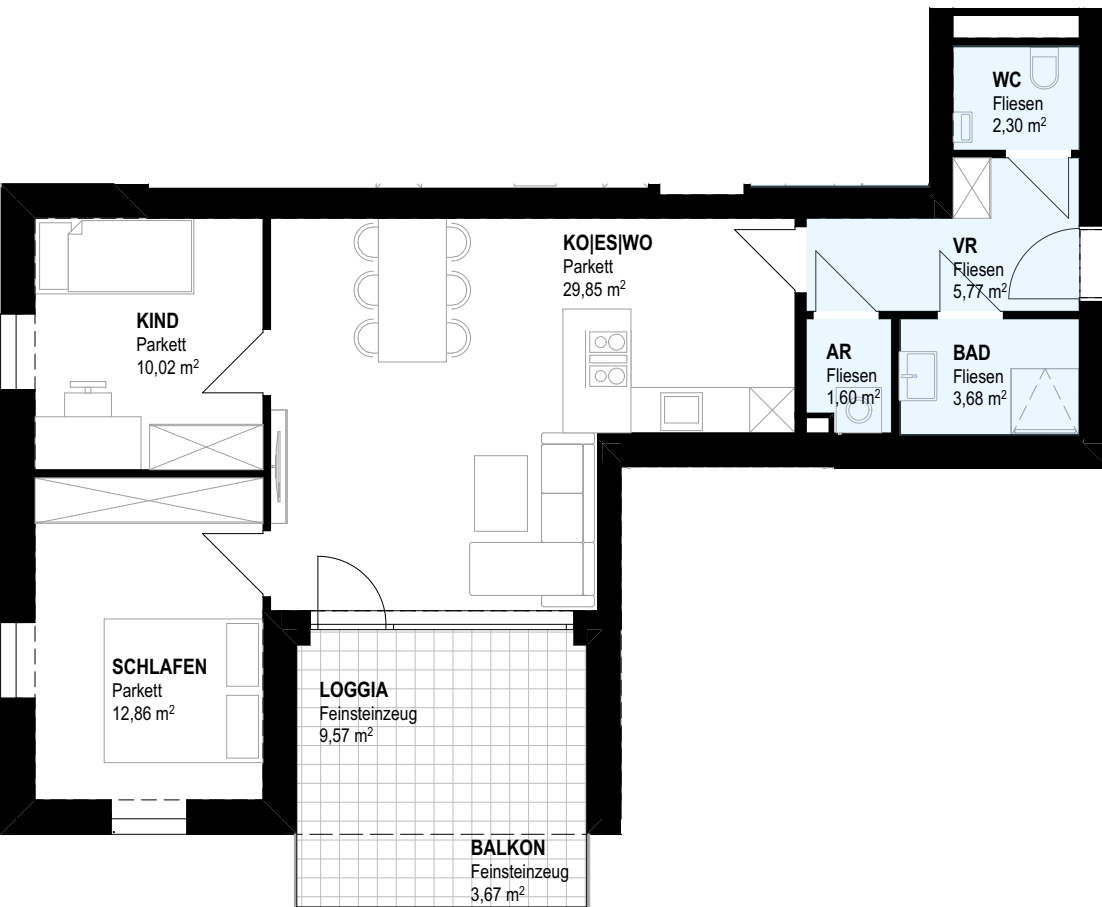 WC
Fliesen
2,30 m²
KO|ES|WO
Parkett
29,85 m²
VR
Fliesen
5,77 m²
KIND
Parkett
10,02 m²
AR
Fliesen
1,60 m²
BAD
Fliesen
3,68 m²
SCHLAFEN
Parkett
12,86 m²
LOGGIA
Feinsteinzeug
9,57 m²
BALKON
Feinsteinzeug
3,67 m²